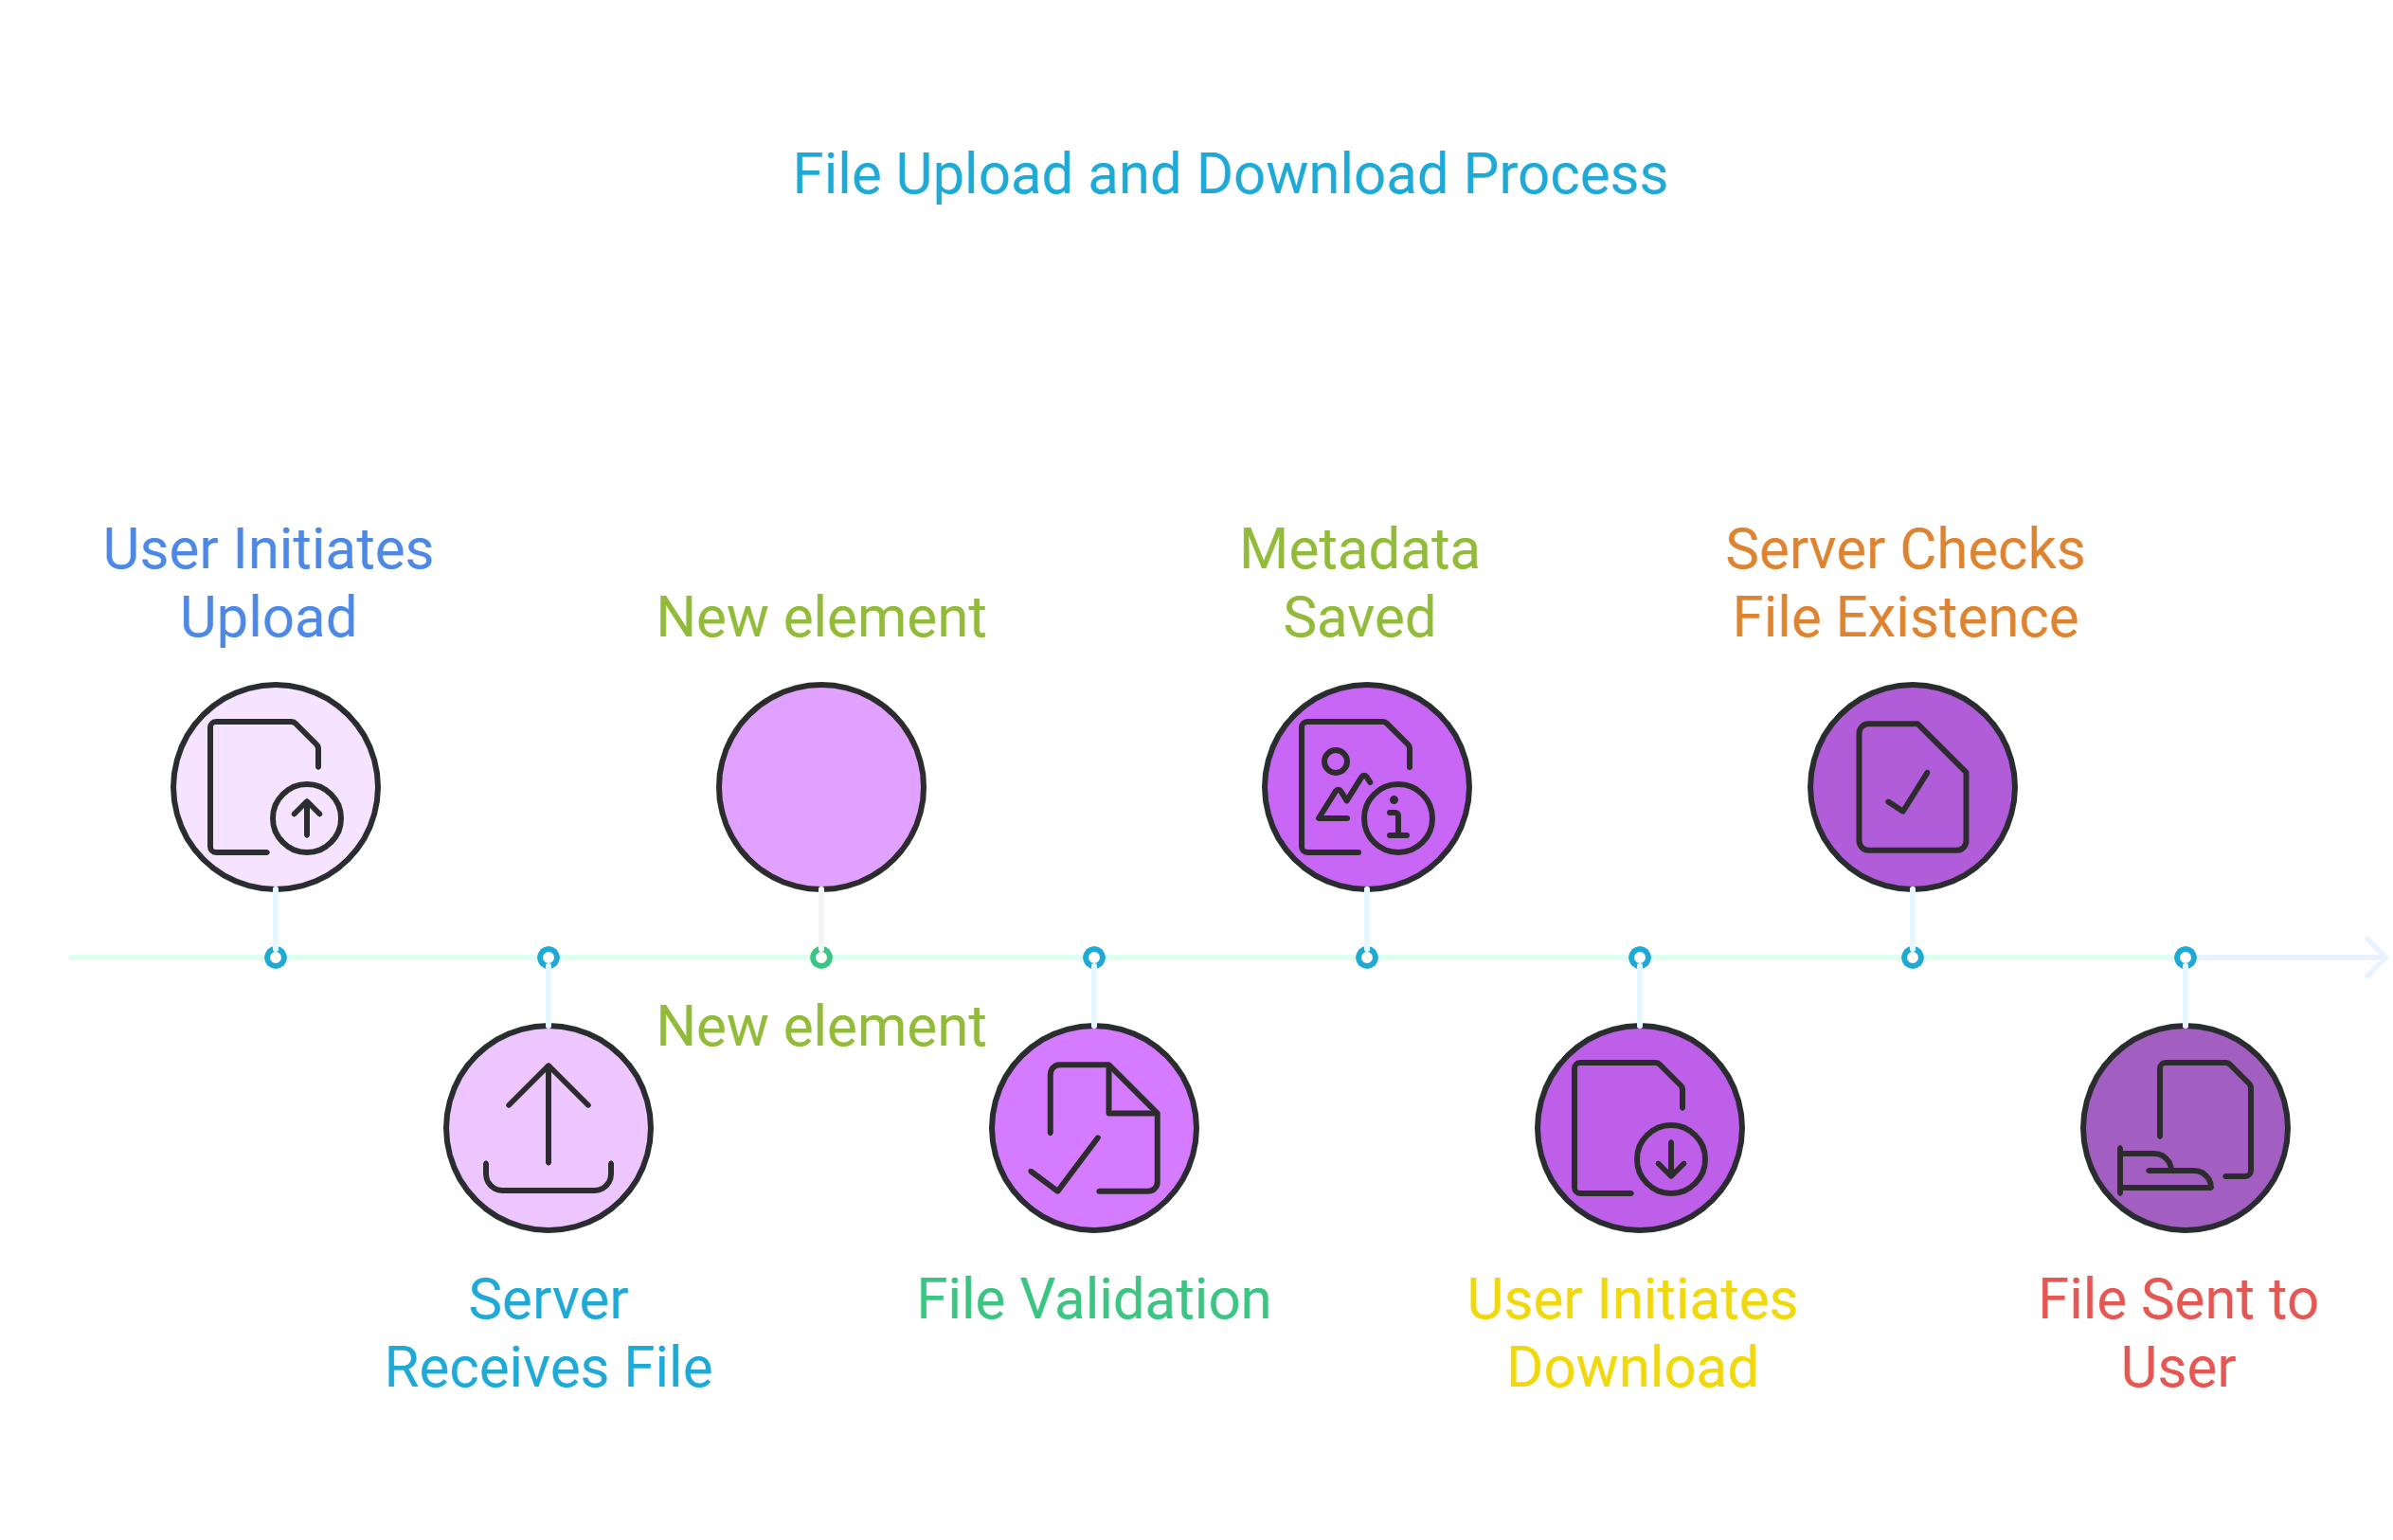 File Upload and Download Process
User Initiates
Upload
New element
Metadata
Saved
Server Checks
File Existence
New element
Server
Receives File
File Validation
User Initiates
Download
File Sent to
User